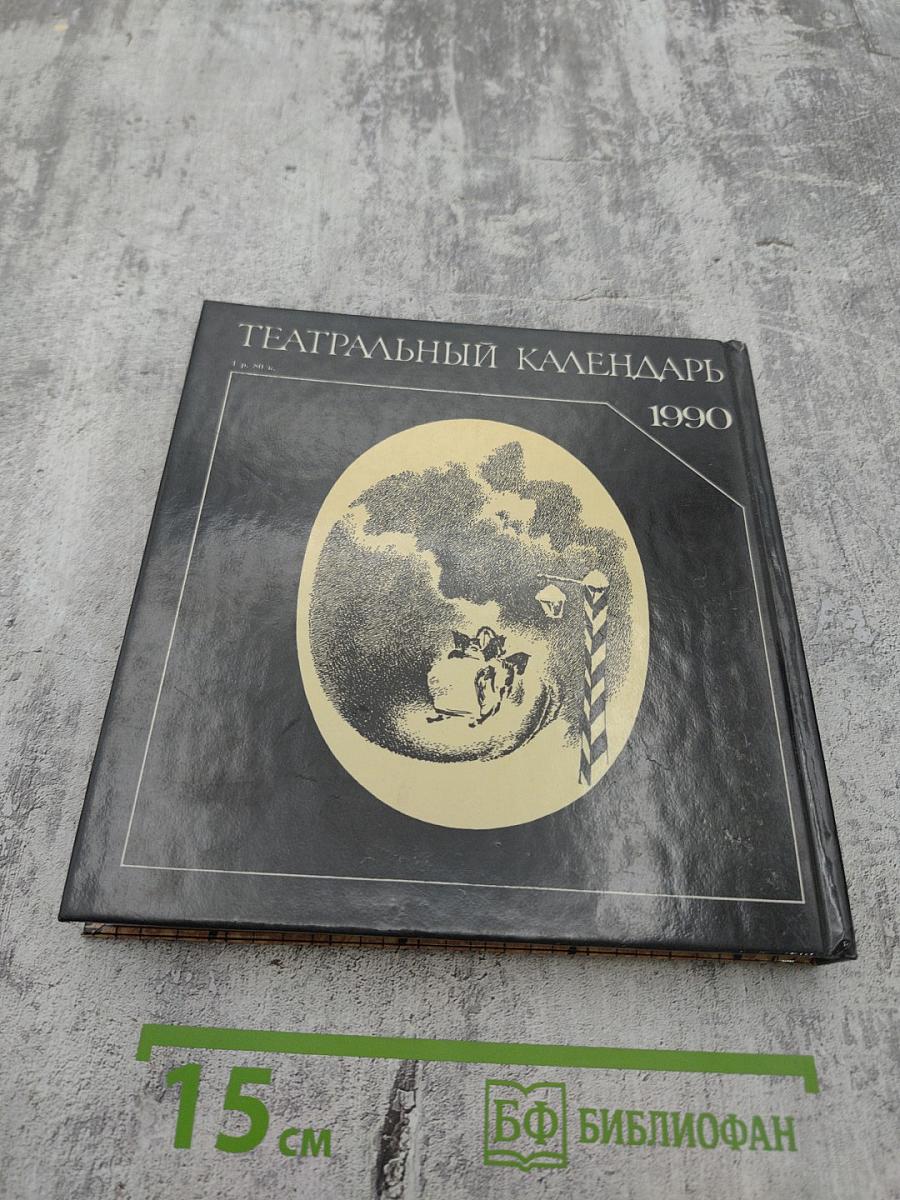 ТЕАТРАЛЬНЫЙ КАЛЕНДАРЬ
1990
15 см
БФ БИБЛИОФАН